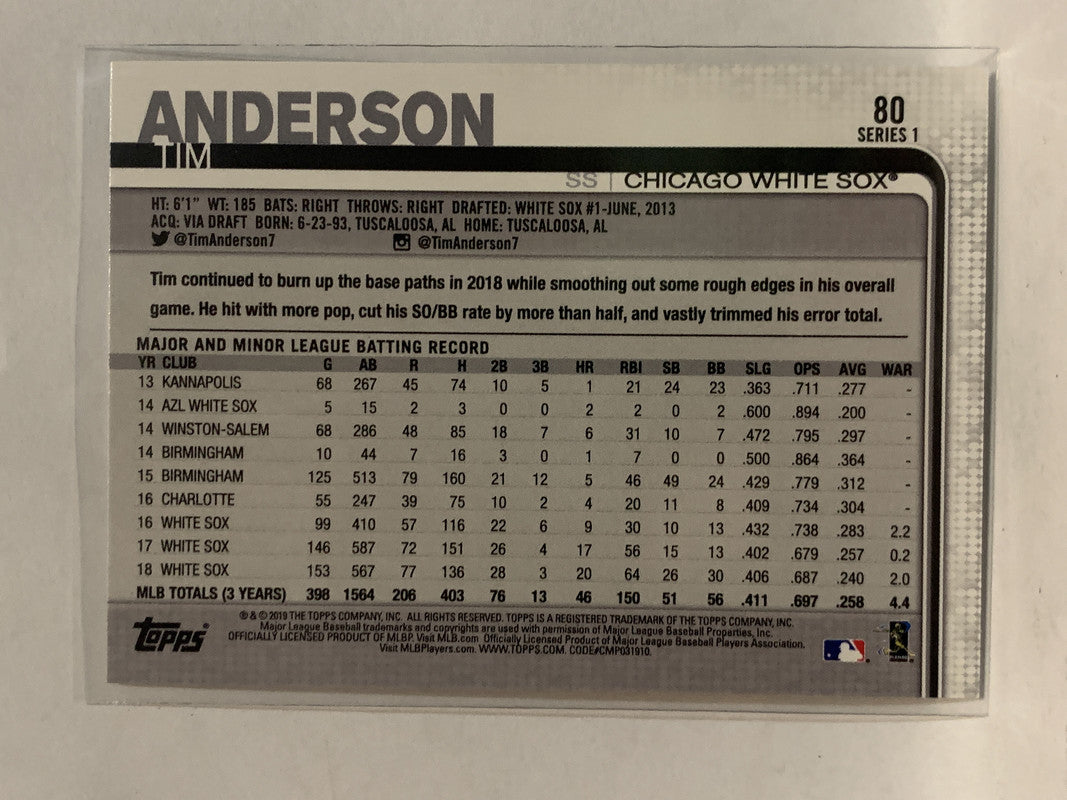 ANDERSON
TIM
80
SERIES 1
SS | CHICAGO WHITE SOX®
HT: 6'1" WT: 185 BATS: RIGHT THROWS: RIGHT DRAFTED: WHITE SOX #1-JUNE, 2013
ACQ: VIA DRAFT BORN: 6-23-93, TUSCALOOSA, AL HOME: TUSCALOOSA, AL
@TimAnderson7 @TimAnderson7
Tim continued to burn up the base paths in 2018 while smoothing out some rough edges in his overall
game. He hit with more pop, cut his SO/BB rate by more than half, and vastly trimmed his error total.
MAJOR AND MINOR LEAGUE BATTING RECORD
YR CLUB G AB R H 2B 3B HR RBI SB BB SLG OPS AVG WAR
13 KANNAPOLIS 68 267 45 74 10 5 1 21 24 23 .363 .711 .277 -
14 AZL WHITE SOX 5 15 2 3 0 0 2 2 0 2 .600 .894 .200 -
14 WINSTON-SALEM 68 286 48 85 18 7 6 31 10 7 .472 .795 .297 -
14 BIRMINGHAM 10 44 7 16 3 0 1 7 0 0 .500 .864 .364 -
15 BIRMINGHAM 125 513 79 160 21 12 5 46 49 24 .429 .779 .312 -
16 CHARLOTTE 55 247 39 75 10 2 4 20 11 8 .409 .734 .304 -
16 WHITE SOX 99 410 57 116 22 6 9 30 10 13 .432 .738 .283 2.2
17 WHITE SOX 146 587 72 151 26 4 17 56 15 13 .402 .679 .257 0.2
18 WHITE SOX 153 567 77 136 28 3 20 64 26 30 .406 .687 .240 2.0
MLB TOTALS (3 YEARS) 398 1564 206 403 76 13 46 150 51 56 .411 .697 .258 4.4
Topps®
® & © 2019 THE TOPPS COMPANY, INC. ALL RIGHTS RESERVED. TOPPS IS A REGISTERED TRADEMARK OF THE TOPPS COMPANY, INC.
Major League Baseball trademarks and copyrights are used with permission of Major League Baseball Properties, Inc.
OFFICIALLY LICENSED PRODUCT OF MLBP. Visit MLB.com. Officially Licensed Product of Major League Baseball Players Association.
Visit MLBPlayers.com. WWW.TOPPS.COM. CODE#CMP031910.